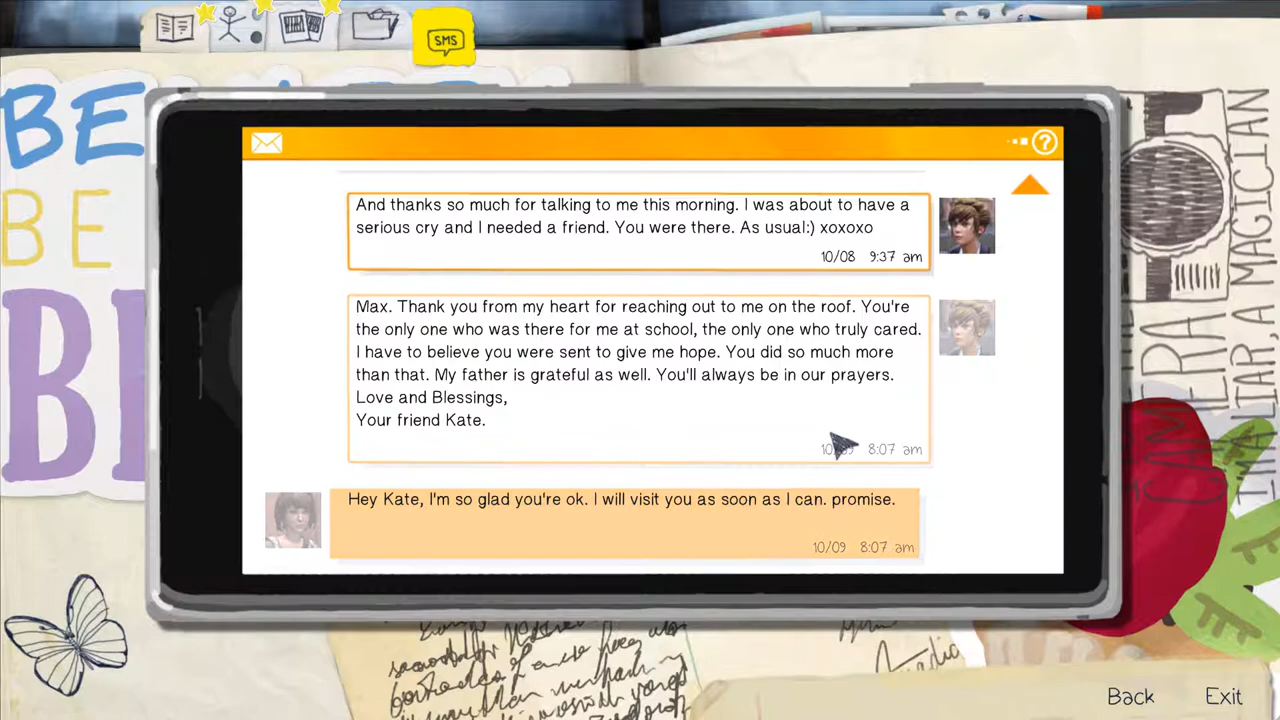 SMS
BE
BE
And thanks so much for talking to me this morning. I was about to have a
serious cry and I needed a friend. You were there. As usual:) xoxoxo
10/08 9:37 am
Max. Thank you from my heart for reaching out to me on the roof. You're
the only one who was there for me at school, the only one who truly cared.
I have to believe you were sent to give me hope. You did so much more
than that. My father is grateful as well. You'll always be in our prayers.
Love and Blessings,
Your friend Kate.
8:07 am
Hey Kate, I'm so glad you're ok. I will visit you as soon as I can. promise.
10/09 8:07 am
A MAGICIAN
Back
Exit